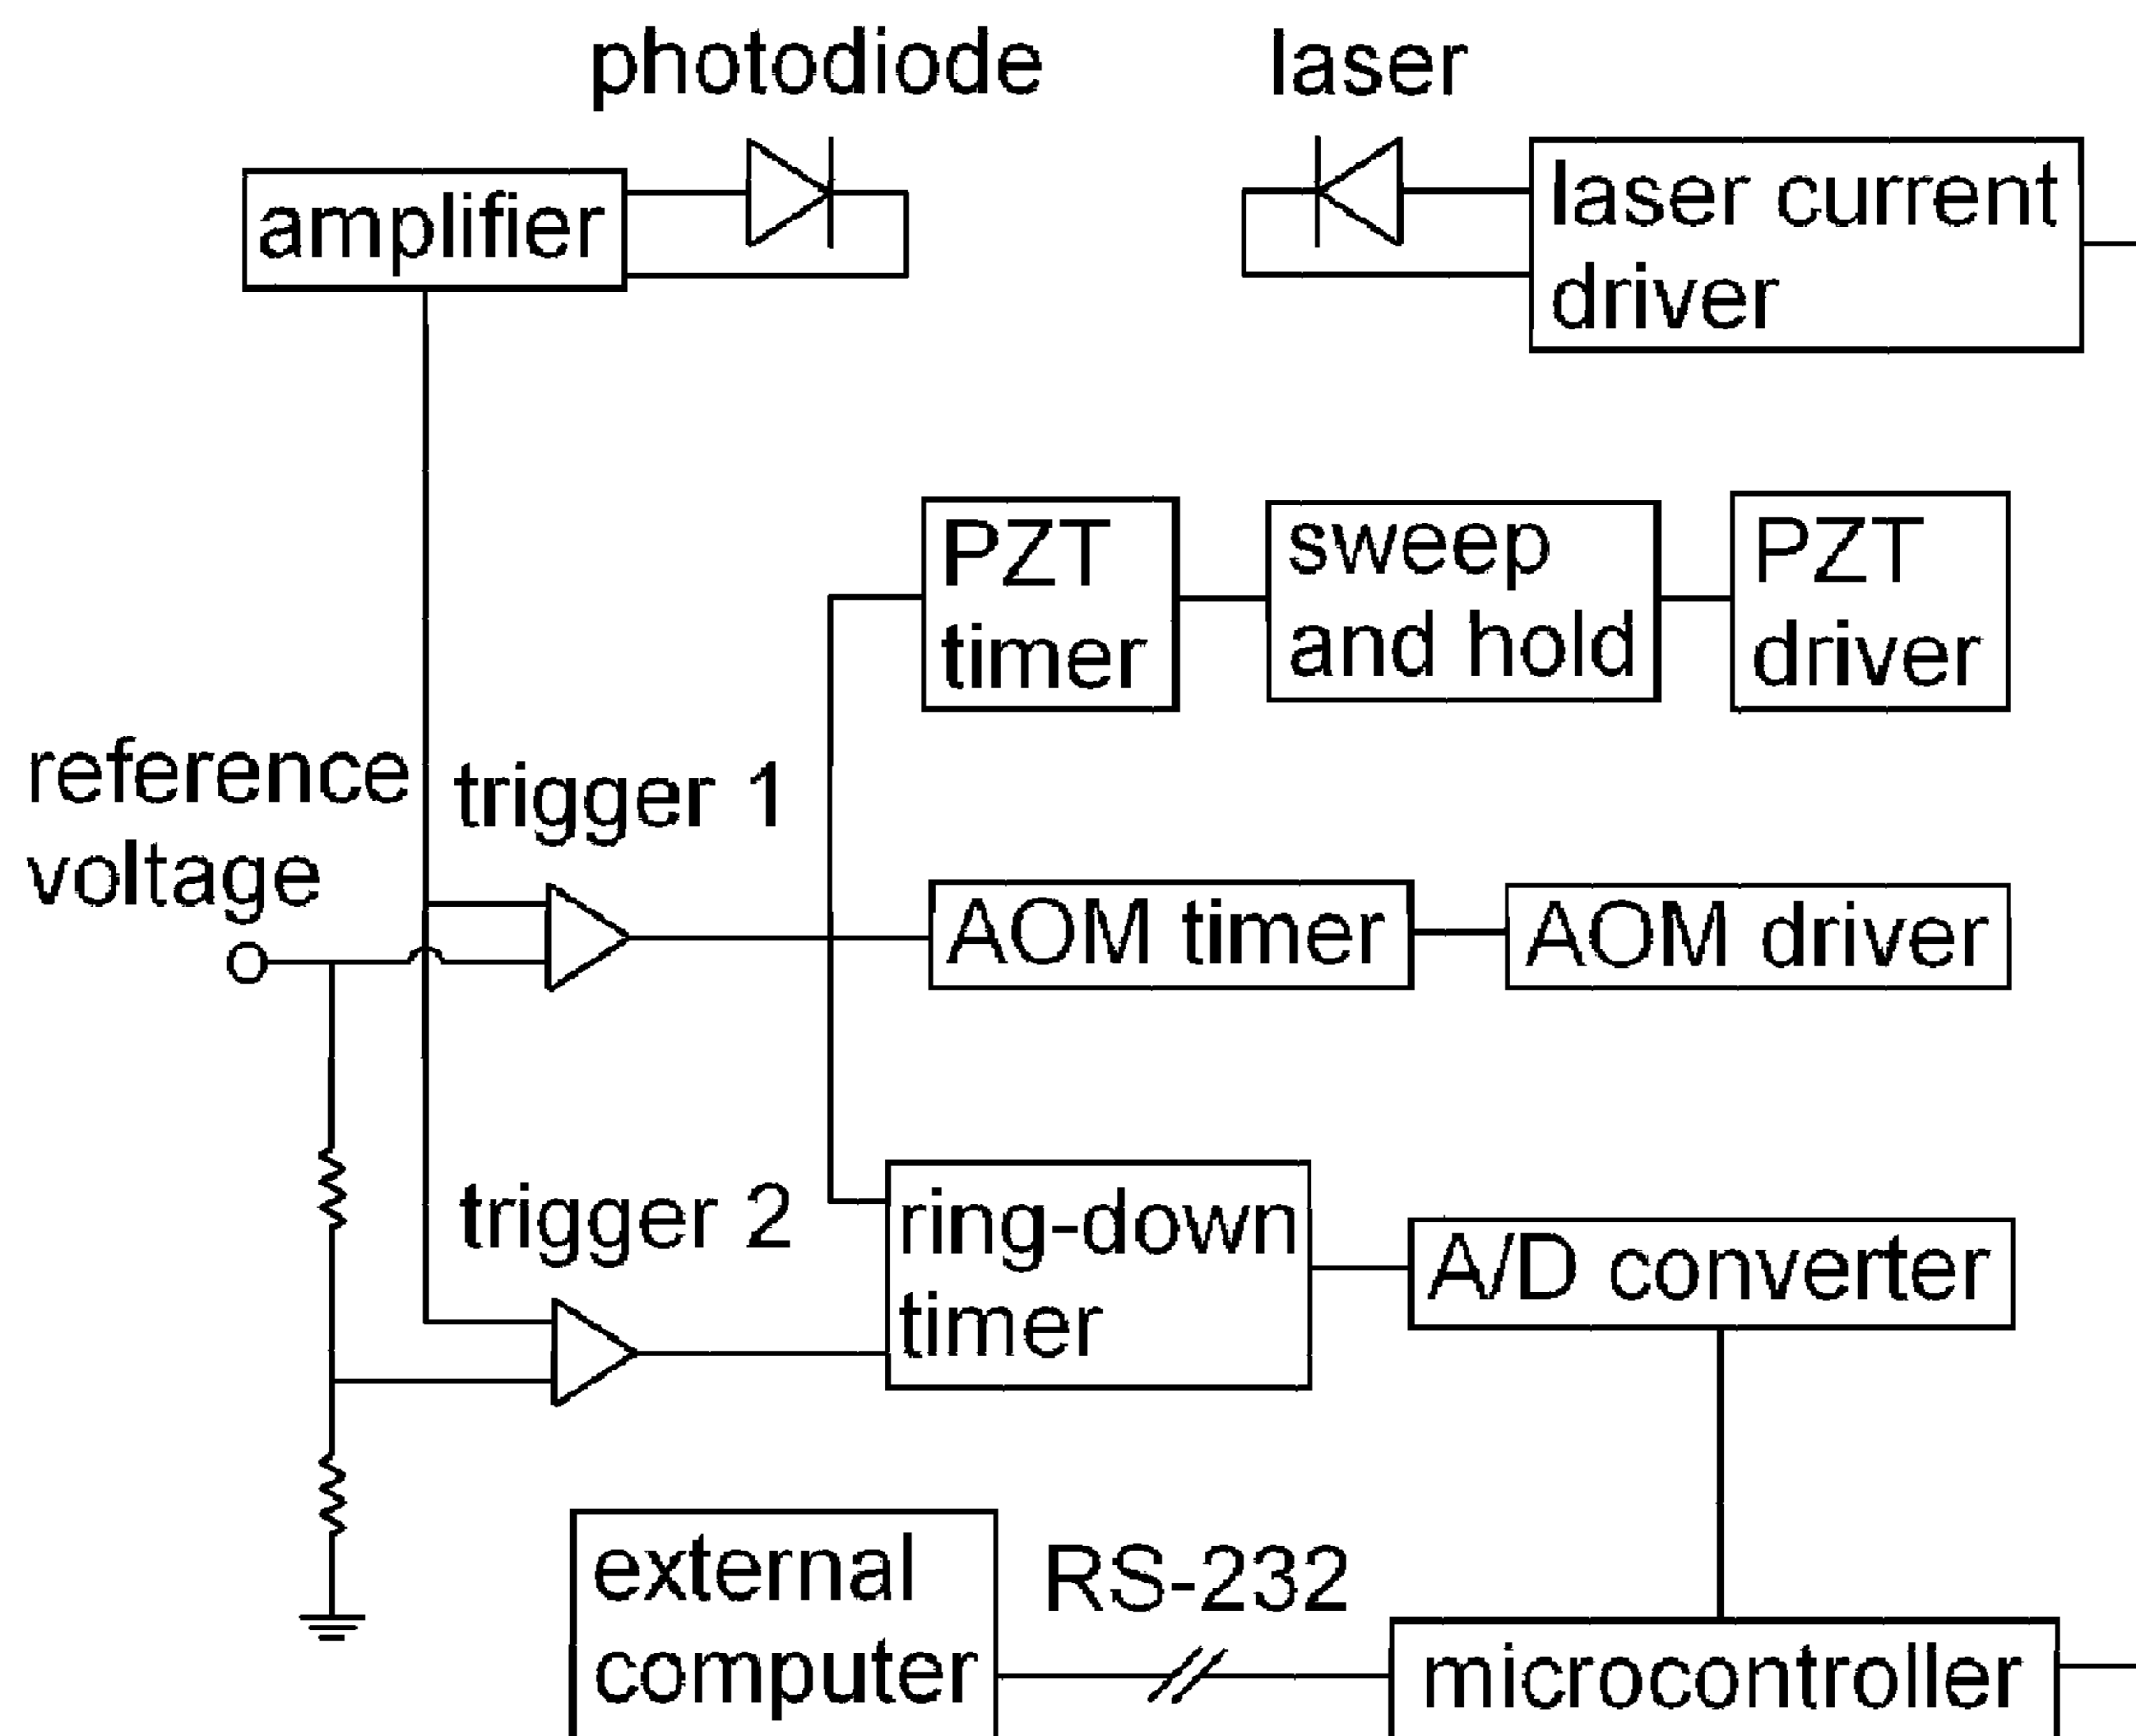 photodiode
laser
amplifier
laser current
driver
PZT
timer
sweep
and hold
PZT
driver
reference
voltage
trigger 1
AOM timer
AOM driver
trigger 2
ring-down
timer
A/D converter
external
computer
RS-232
microcontroller